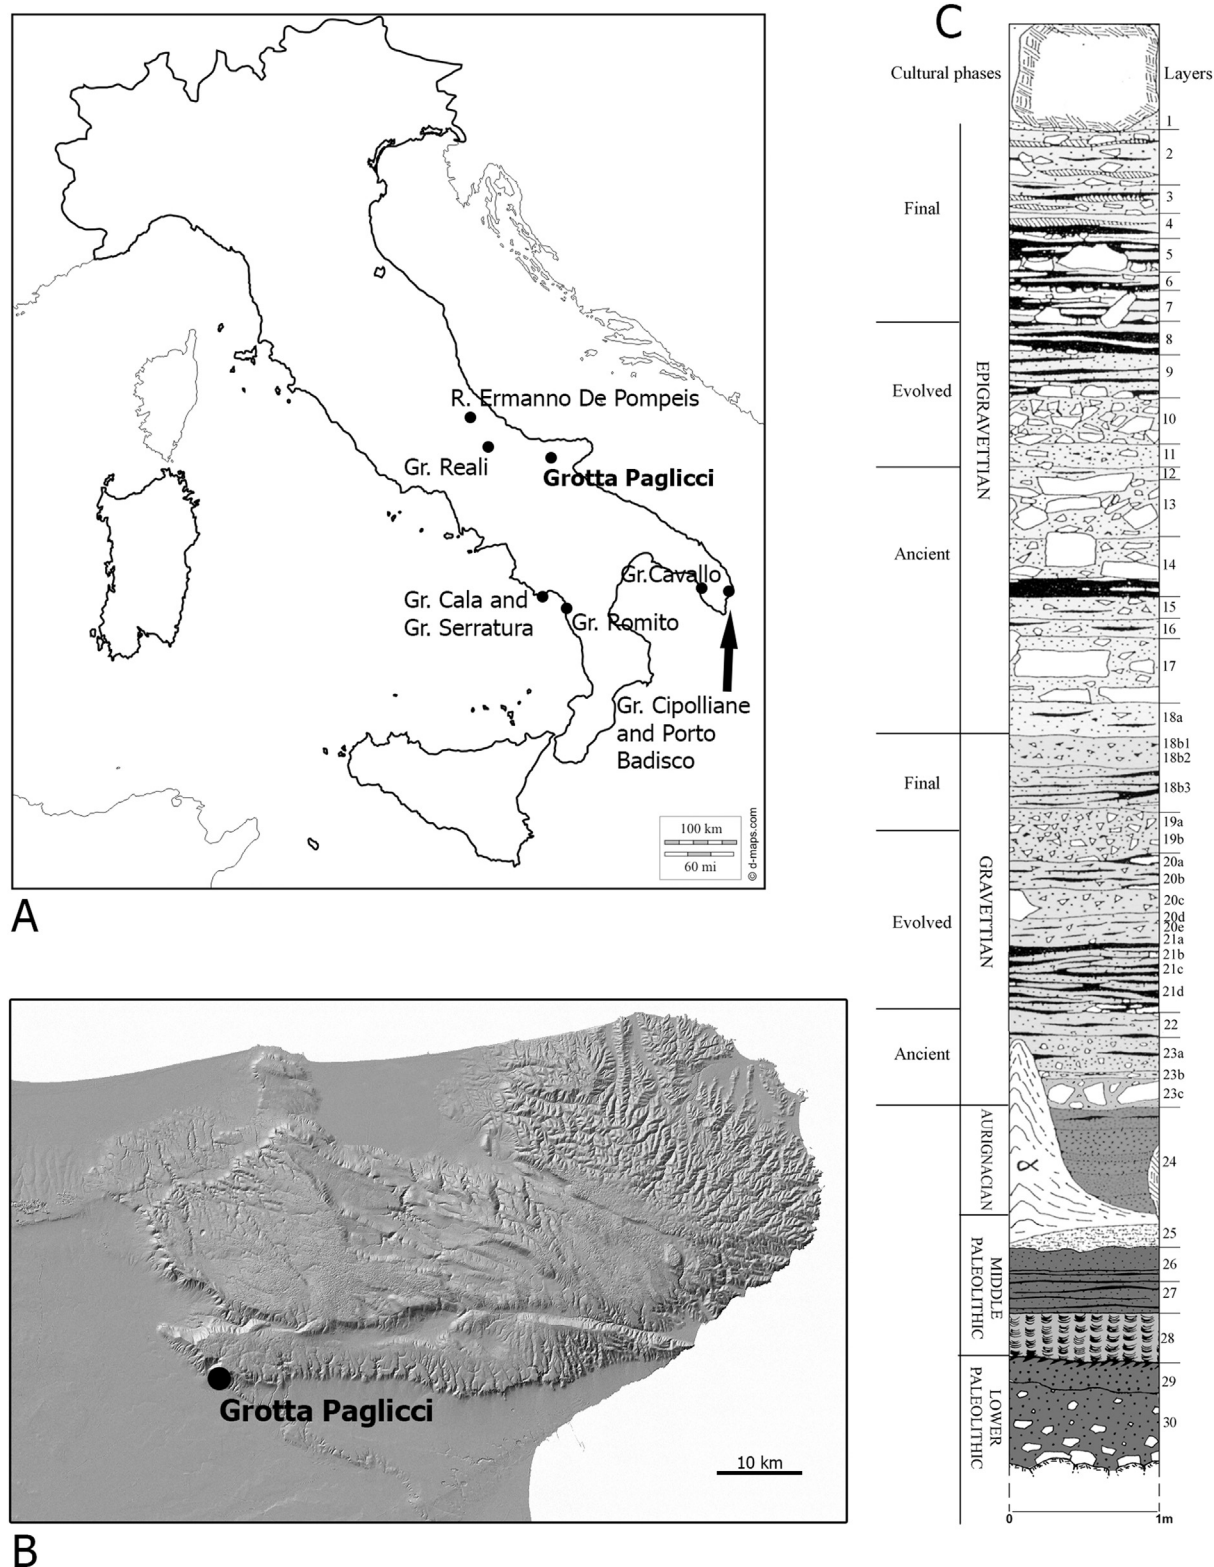 R. Ermanno De Pompeis
Gr. Reali
Grotta Paglicci
Gr.Cavallo
Gr. Cala and
Gr. Serratura
Gr. Romito
Gr. Cipolliane
and Porto
Badisco
100 km
60 mi
© d-maps.com
A
Grotta Paglicci
10 km
B
C
Cultural phases
Layers
Final
Evolved
Ancient
EPIGRAVETTIAN
Final
Evolved
Ancient
GRAVETTIAN
AURIGNACIAN
MIDDLE
PALEOLITHIC
LOWER
PALEOLITHIC
α
1
2
3
4
5
6
7
8
9
10
11
12
13
14
15
16
17
18a
18b1
18b2
18b3
19a
19b
20a
20b
20c
20d
20e
21a
21b
21c
21d
22
23a
23b
23c
24
25
26
27
28
29
30
0
1m